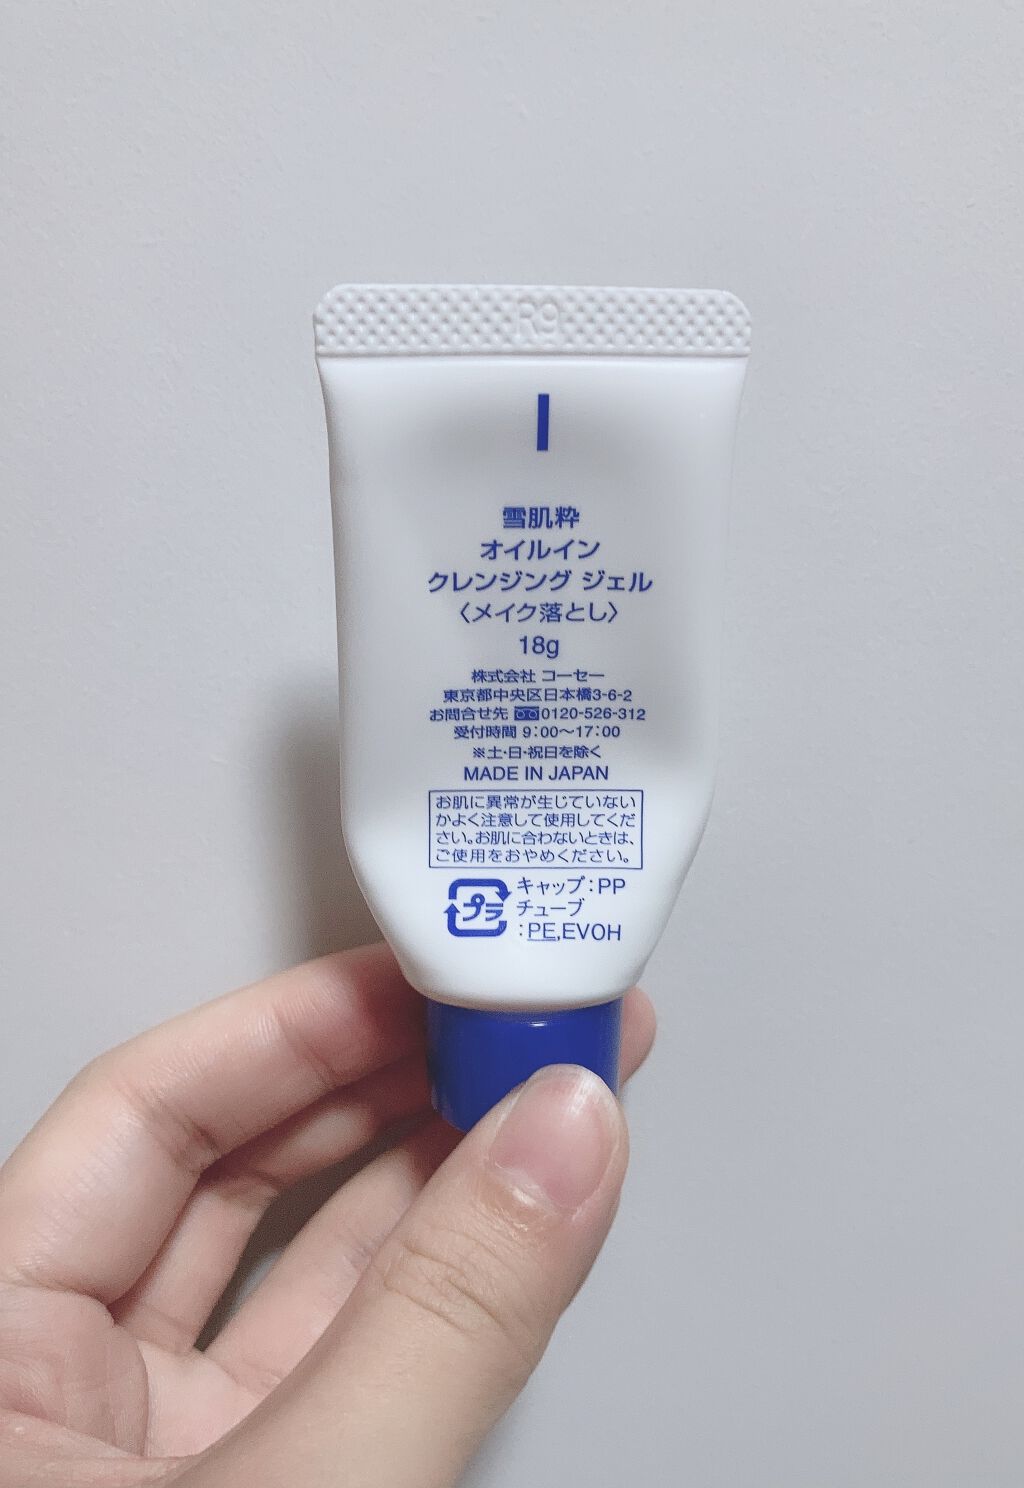 R9
雪肌粋
オイルイン
クレンジング ジェル
〈メイク落とし〉
18g
株式会社 コーセー
東京都中央区日本橋3-6-2
お問合せ先 0120-526-312
受付時間 9:00〜17:00
※土・日・祝日を除く
MADE IN JAPAN
お肌に異常が生じていない
かよく注意して使用してくだ
さい。お肌に合わないときは、
ご使用をおやめください。
プラ
キャップ:PP
チューブ
:PE,EVOH